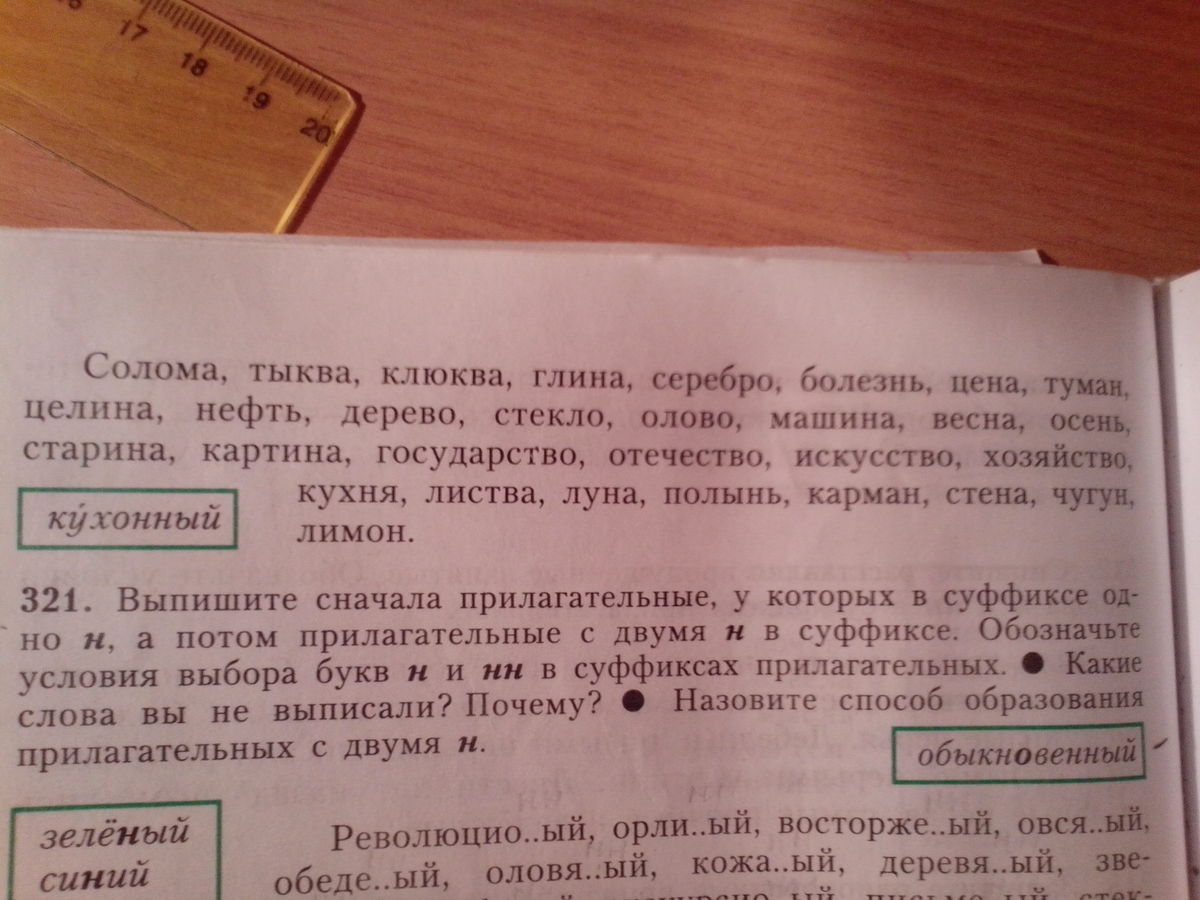 16
17
18
19
20
Солома, тыква, клюква, глина, серебро, болезнь, цена, туман,
целина, нефть, дерево, стекло, олово, машина, весна, осень,
старина, картина, государство, отечество, искусство, хозяйство,
кухня, листва, луна, полынь, карман, стена, чугун,
лимон.
ку́хонный
321. Выпишите сначала прилагательные, у которых в суффиксе од-
но н, а потом прилагательные с двумя н в суффиксе. Обозначьте
условия выбора букв н и нн в суффиксах прилагательных. ● Какие
слова вы не выписали? Почему? ● Назовите способ образования
прилагательных с двумя н.
обыкновенный
зелёный
синий
Революцио..ый, орли..ый, восторже..ый, овся..ый,
обеде..ый, оловя..ый, кожа..ый, деревя..ый, зве-
письмо..ый, стек-